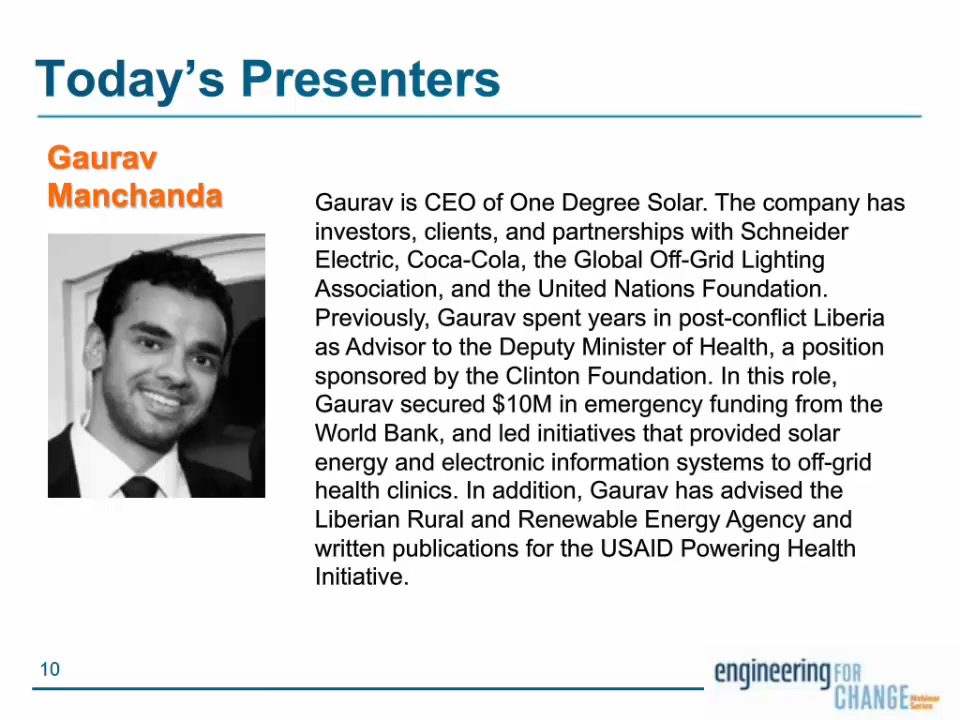 Today’s Presenters
Gaurav
Manchanda
Gaurav is CEO of One Degree Solar. The company has
investors, clients, and partnerships with Schneider
Electric, Coca-Cola, the Global Off-Grid Lighting
Association, and the United Nations Foundation.
Previously, Gaurav spent years in post-conflict Liberia
as Advisor to the Deputy Minister of Health, a position
sponsored by the Clinton Foundation. In this role,
Gaurav secured $10M in emergency funding from the
World Bank, and led initiatives that provided solar
energy and electronic information systems to off-grid
health clinics. In addition, Gaurav has advised the
Liberian Rural and Renewable Energy Agency and
written publications for the USAID Powering Health
Initiative.
10
engineering FOR
CHANGE Webinar
Series